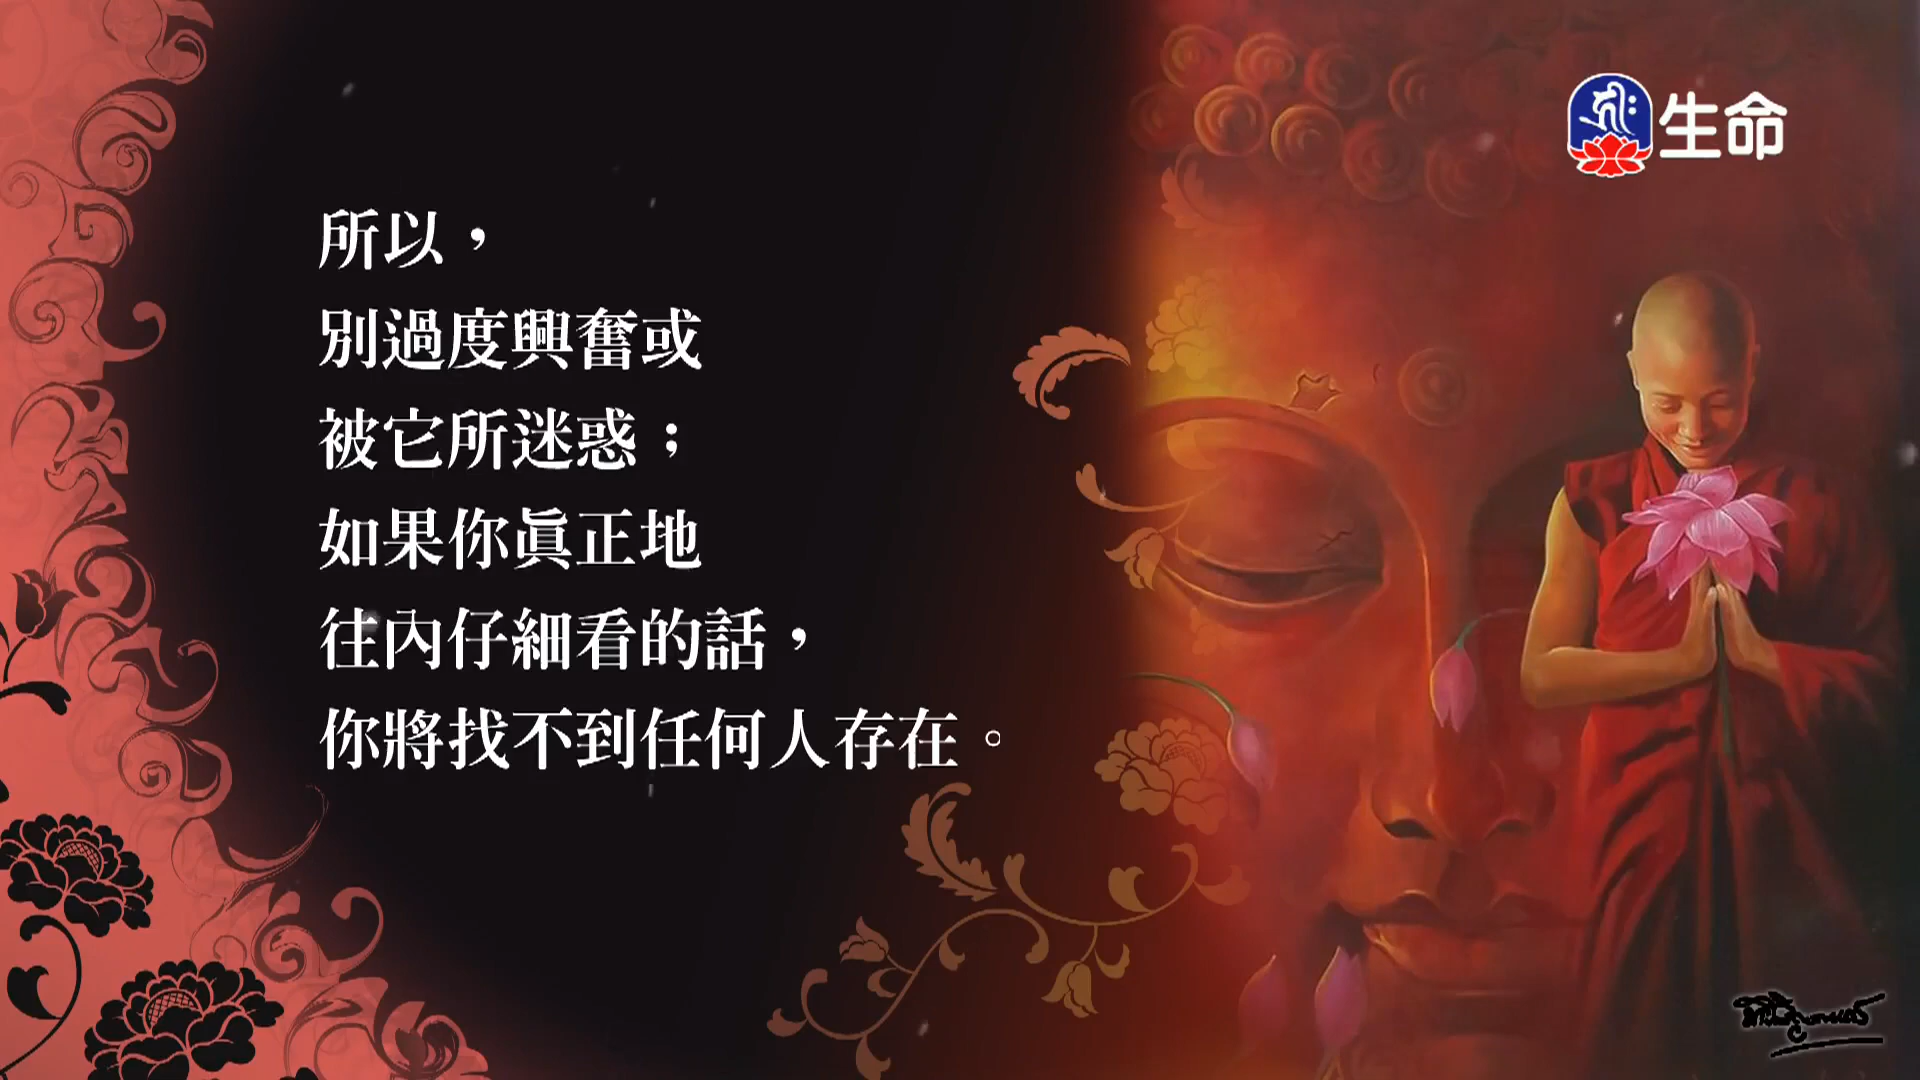 生命
所以，
別過度興奮或
被它所迷惑；
如果你眞正地
往內仔細看的話，
你將找不到任何人存在。